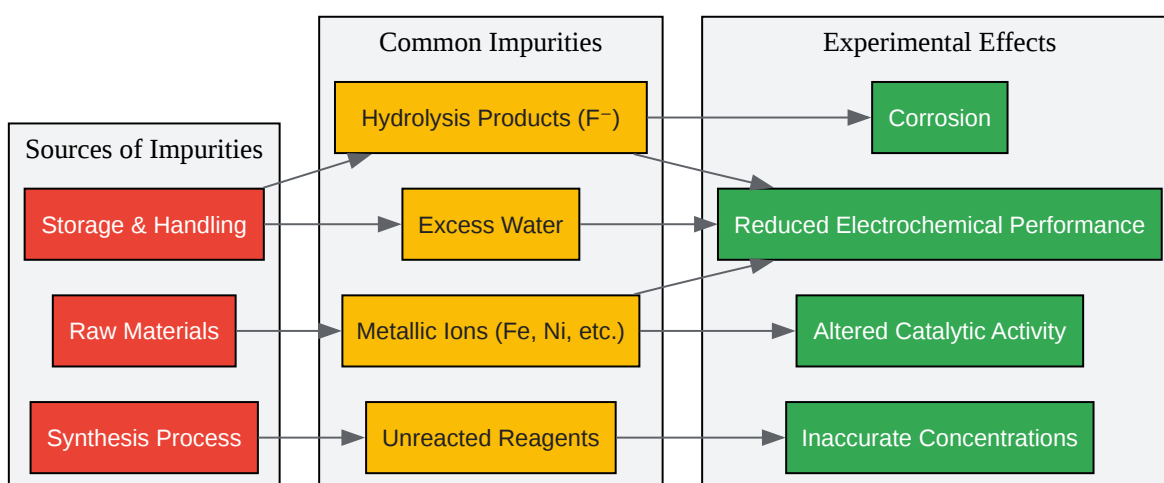 Sources of Impurities
Storage & Handling
Raw Materials
Synthesis Process
Common Impurities
Hydrolysis Products (F⁻)
Excess Water
Metallic Ions (Fe, Ni, etc.)
Unreacted Reagents
Experimental Effects
Corrosion
Reduced Electrochemical Performance
Altered Catalytic Activity
Inaccurate Concentrations